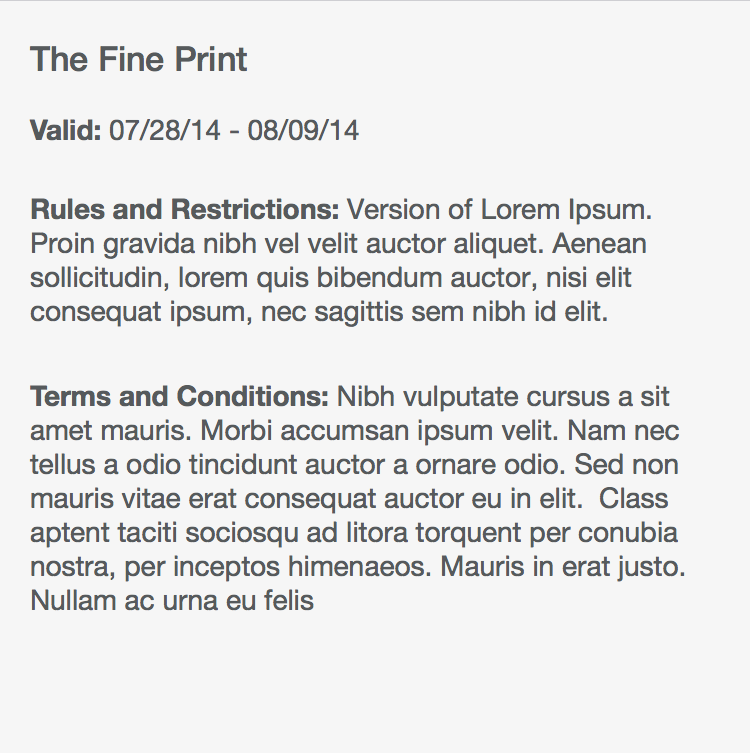 The Fine Print
Valid: 07/28/14 - 08/09/14
Rules and Restrictions: Version of Lorem Ipsum.
Proin gravida nibh vel velit auctor aliquet. Aenean
sollicitudin, lorem quis bibendum auctor, nisi elit
consequat ipsum, nec sagittis sem nibh id elit.
Terms and Conditions: Nibh vulputate cursus a sit
amet mauris. Morbi accumsan ipsum velit. Nam nec
tellus a odio tincidunt auctor a ornare odio. Sed non
mauris vitae erat consequat auctor eu in elit.  Class
aptent taciti sociosqu ad litora torquent per conubia
nostra, per inceptos himenaeos. Mauris in erat justo.
Nullam ac urna eu felis